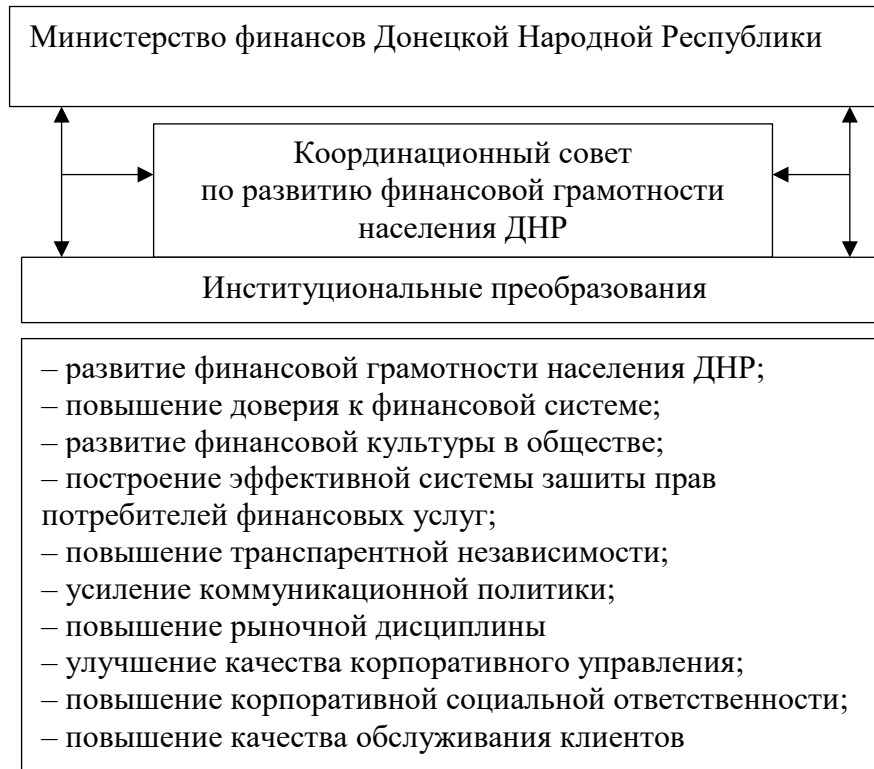 Министерство финансов Донецкой Народной Республики
Координационный совет
по развитию финансовой грамотности
населения ДНР
Институциональные преобразования
– развитие финансовой грамотности населения ДНР;
– повышение доверия к финансовой системе;
– развитие финансовой культуры в обществе;
– построение эффективной системы зашиты прав
потребителей финансовых услуг;
– повышение транспарентной независимости;
– усиление коммуникационной политики;
– повышение рыночной дисциплины
– улучшение качества корпоративного управления;
– повышение корпоративной социальной ответственности;
– повышение качества обслуживания клиентов